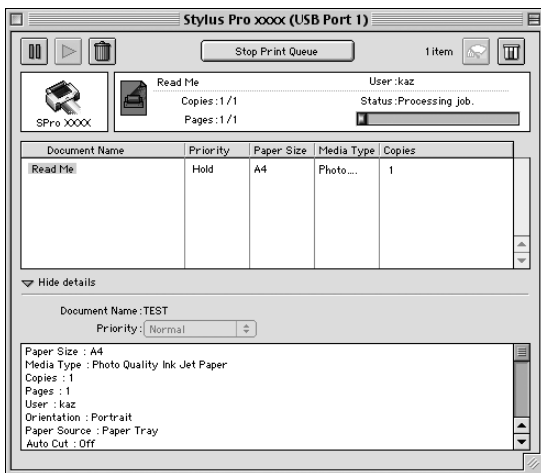 Stylus Pro xxxx (USB Port 1)
Stop Print Queue
1 item
SPro XXXX
Read Me
User :kaz
Copies :1 /1
Status :Processing job.
Pages :1 /1
Document Name Priority Paper Size Media Type Copies
Read Me Hold A4 Photo.... 1
Hide details
Document Name :TEST
Priority : Normal
Paper Size : A4
Media Type : Photo Quality Ink Jet Paper
Copies : 1
Pages : 1
User : kaz
Orientation : Portrait
Paper Source : Paper Tray
Auto Cut : Off